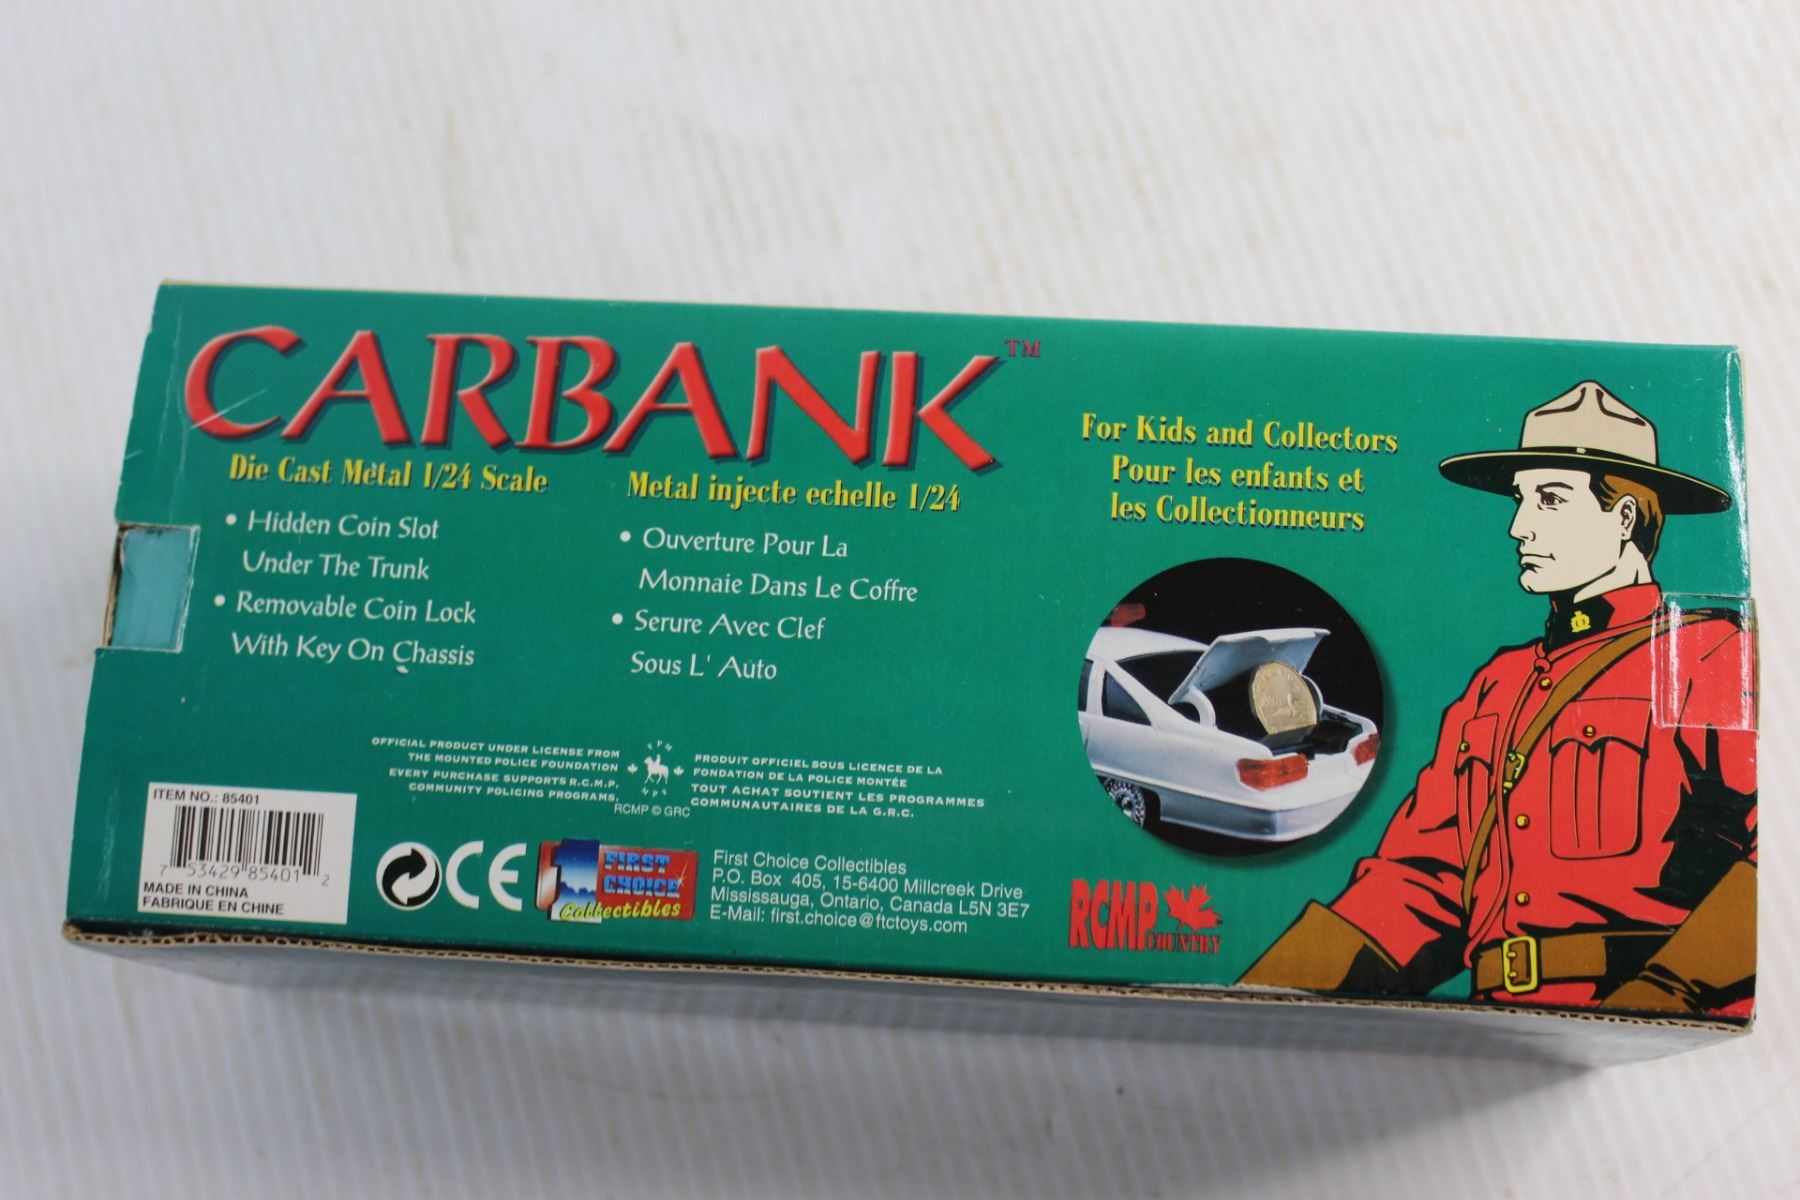 CARBANK™
Die Cast Metal 1/24 Scale
• Hidden Coin Slot
Under The Trunk
• Removable Coin Lock
With Key On Chassis
Metal injecte echelle 1/24
• Ouverture Pour La
Monnaie Dans Le Coffre
• Serure Avec Clef
Sous L' Auto
For Kids and Collectors
Pour les enfants et
les Collectionneurs
OFFICIAL PRODUCT UNDER LICENSE FROM
THE MOUNTED POLICE FOUNDATION
EVERY PURCHASE SUPPORTS R.C.M.P.
COMMUNITY POLICING PROGRAMS.
RCMP © GRC
PRODUIT OFFICIEL SOUS LICENCE DE LA
FONDATION DE LA POLICE MONTÉE
TOUT ACHAT SOUTIENT LES PROGRAMMES
COMMUNAUTAIRES DE LA G.R.C.
ITEM NO.: 85401
7 53429 85401 2
MADE IN CHINA
FABRIQUE EN CHINE
CE
1 FIRST
CHOICE
Collectibles
First Choice Collectibles
P.O. Box 405, 15-6400 Millcreek Drive
Mississauga, Ontario, Canada L5N 3E7
E-Mail: first.choice@ftctoys.com
RCMP
COUNTRY